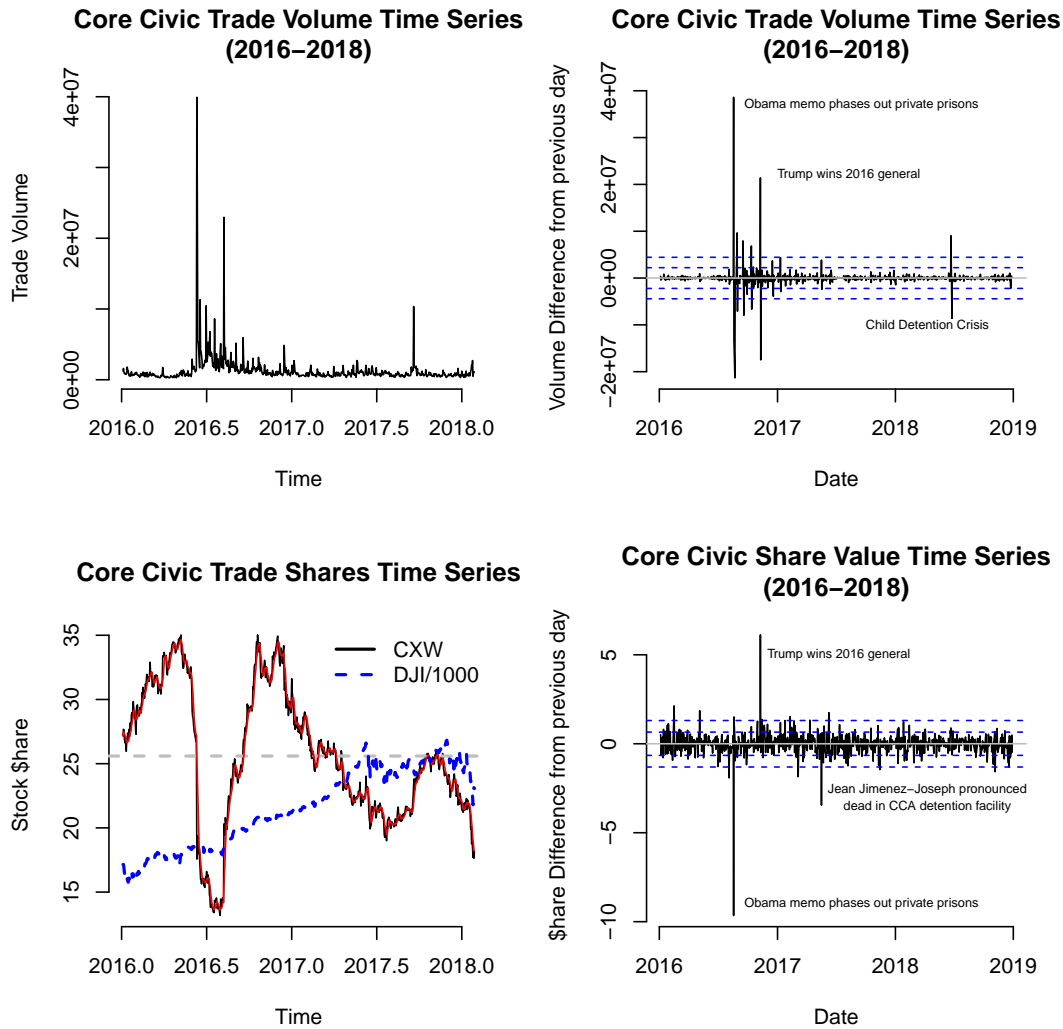 Core Civic Trade Volume Time Series
(2016−2018)
Trade Volume
0e+00
2e+07
4e+07
2016.0
2016.5
2017.0
2017.5
2018.0
Time
Core Civic Trade Volume Time Series
(2016−2018)
Volume Difference from previous day
−2e+07
0e+00
2e+07
4e+07
Obama memo phases out private prisons
Trump wins 2016 general
Child Detention Crisis
2016
2017
2018
2019
Date
Core Civic Trade Shares Time Series
Stock $hare
15
20
25
30
35
CXW
DJI/1000
2016.0
2016.5
2017.0
2017.5
2018.0
Time
Core Civic Share Value Time Series
(2016−2018)
$hare Difference from previous day
−10
−5
0
5
Trump wins 2016 general
Jean Jimenez−Joseph pronounced
dead in CCA detention facility
Obama memo phases out private prisons
2016
2017
2018
2019
Date